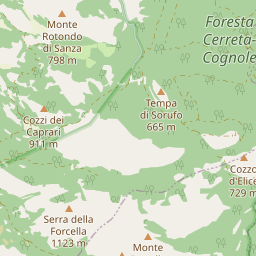 Monte
Rotondo
di Sanza
798 m
Foresta
Cerreta-
Cognole
Tempa
di Sorufo
665 m
Cozzi dei
Caprari
911 m
Cozzo
d'Elice
729 m
Serra della
Forcella
1123 m
Monte